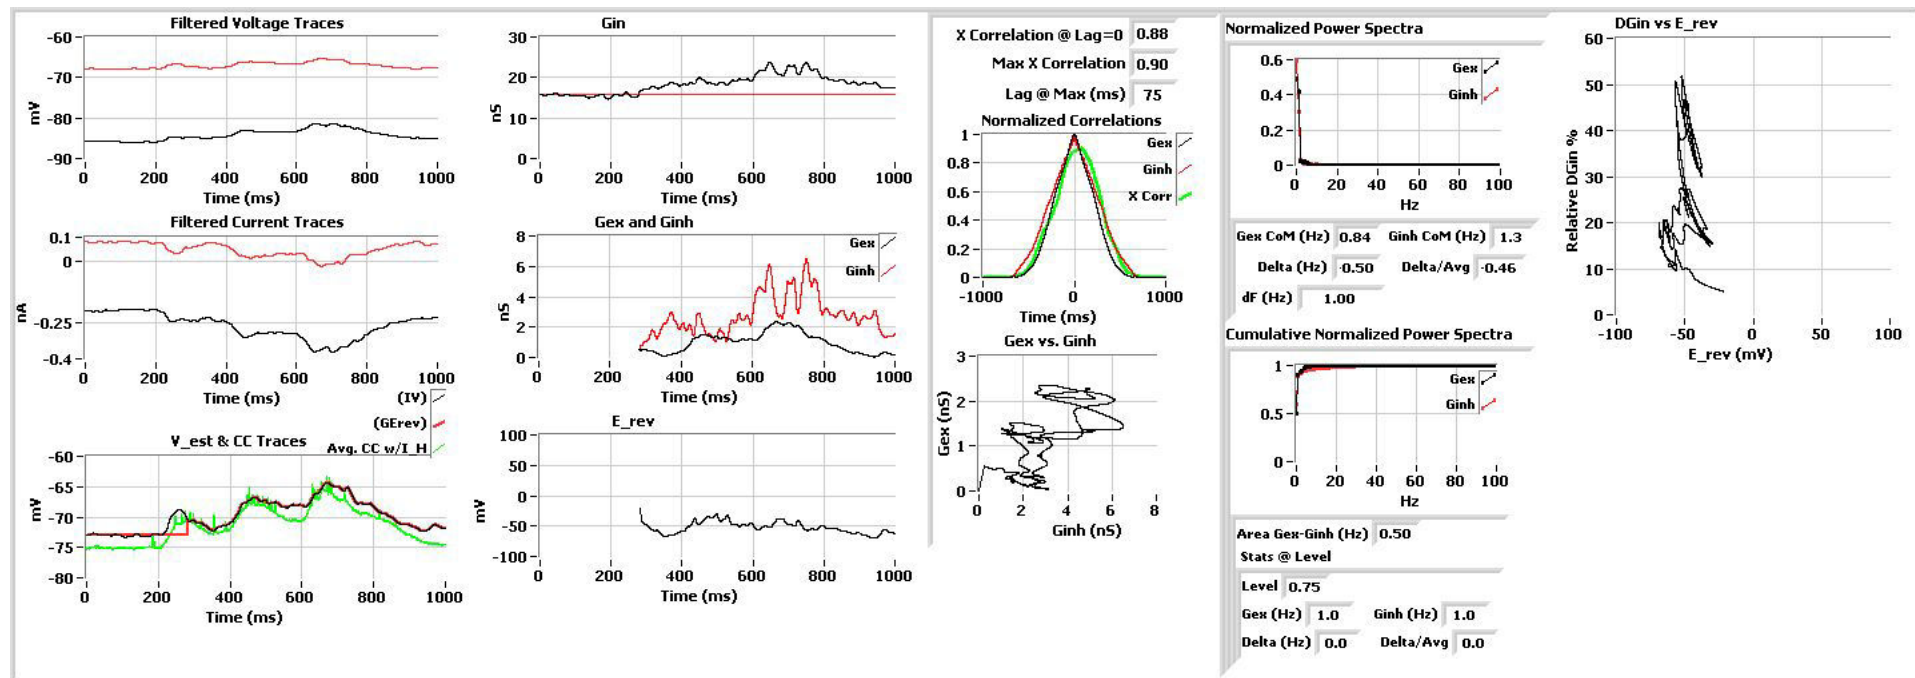 Filtered Voltage Traces
-60
-70
-80
-90
mV
0 200 400 600 800 1000
Time (ms)
Filtered Current Traces
0.1
0
-0.25
-0.4
nA
0 200 400 600 800 1000
Time (ms)
(IV)
(GErev)
Avg. CC w/I_H
V_est & CC Traces
-60
-65
-70
-75
-80
mV
0 200 400 600 800 1000
Time (ms)
Gin
30
20
10
0
nS
0 200 400 600 800 1000
Time (ms)
Gex and Ginh
Gex
Ginh
8
6
4
2
0
nS
0 200 400 600 800 1000
Time (ms)
E_rev
100
50
0
-50
-100
mV
0 200 400 600 800 1000
Time (ms)
X Correlation @ Lag=0 0.88
Max X Correlation 0.90
Lag @ Max (ms) 75
Normalized Correlations
Gex
Ginh
X Corr
1
0.8
0.6
0.4
0.2
0
-1000 0 1000
Time (ms)
Gex vs. Ginh
3
2
1
0
Gex (nS)
0 2 4 6 8
Ginh (nS)
Normalized Power Spectra
Gex
Ginh
0.6
0.4
0.2
0
0 20 40 60 80 100
Hz
Gex CoM (Hz) 0.84 Ginh CoM (Hz) 1.3
Delta (Hz) -0.50 Delta/Avg -0.46
dF (Hz) 1.00
Cumulative Normalized Power Spectra
Gex
Ginh
1
0.5
0
0 20 40 60 80 100
Hz
Area Gex-Ginh (Hz) 0.50
Stats @ Level
Level 0.75
Gex (Hz) 1.0 Ginh (Hz) 1.0
Delta (Hz) 0.0 Delta/Avg 0.0
DGin vs E_rev
60
50
40
30
20
10
0
Relative DGin %
-100 -50 0 50 100
E_rev (mV)